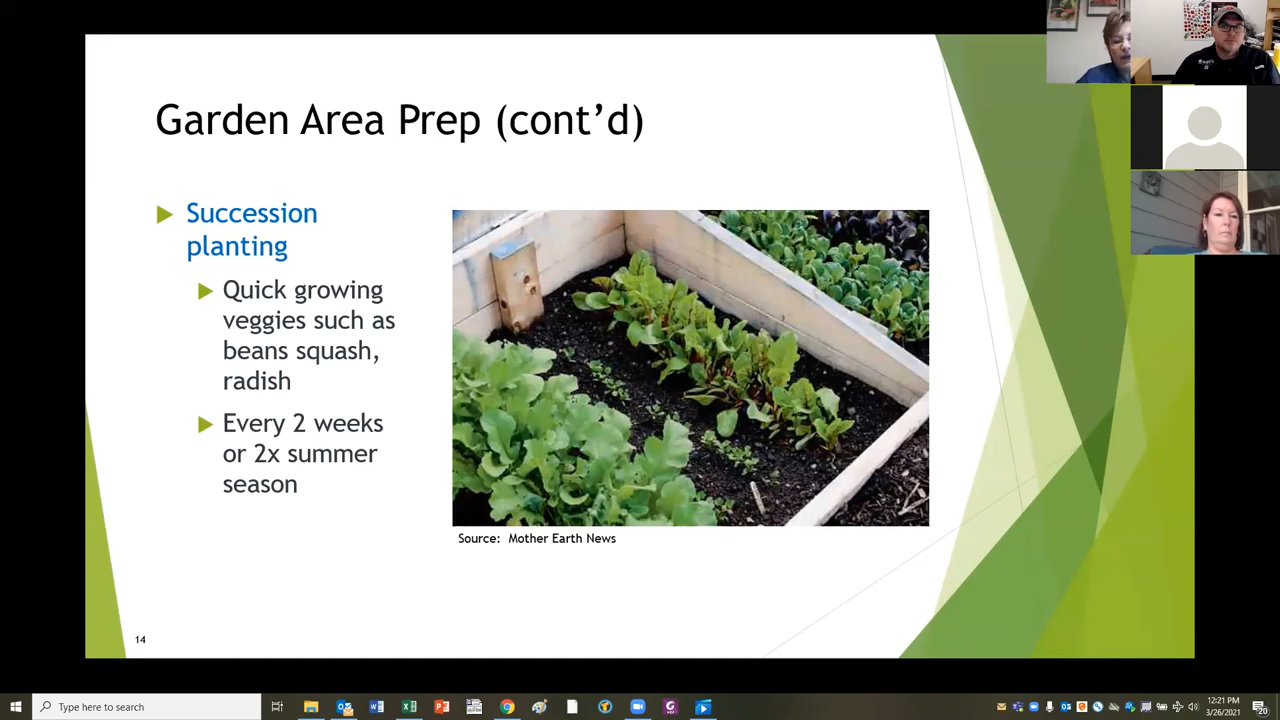 Garden Area Prep (cont’d)
Succession
planting
Quick growing
veggies such as
beans squash,
radish
Every 2 weeks
or 2x summer
season
Source: Mother Earth News
14
Type here to search
12:21 PM
3/26/2021
20